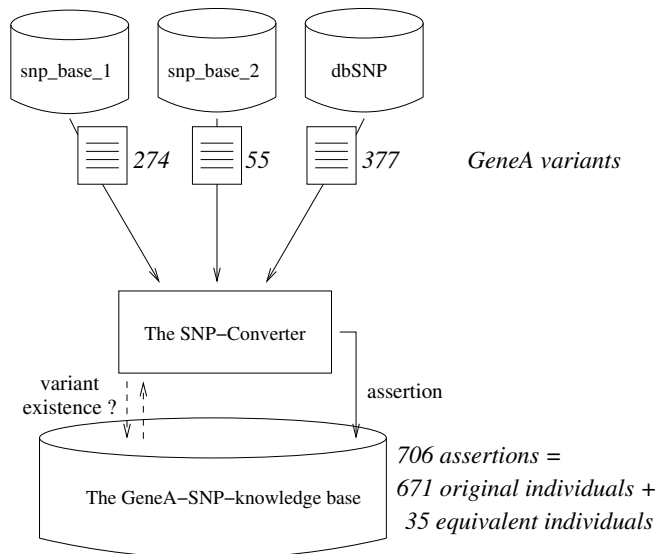 snp_base_1
snp_base_2
dbSNP
274
55
377
GeneA variants
The SNP−Converter
variant
existence ?
assertion
The GeneA−SNP−knowledge base
706 assertions =
671 original individuals +
35 equivalent individuals